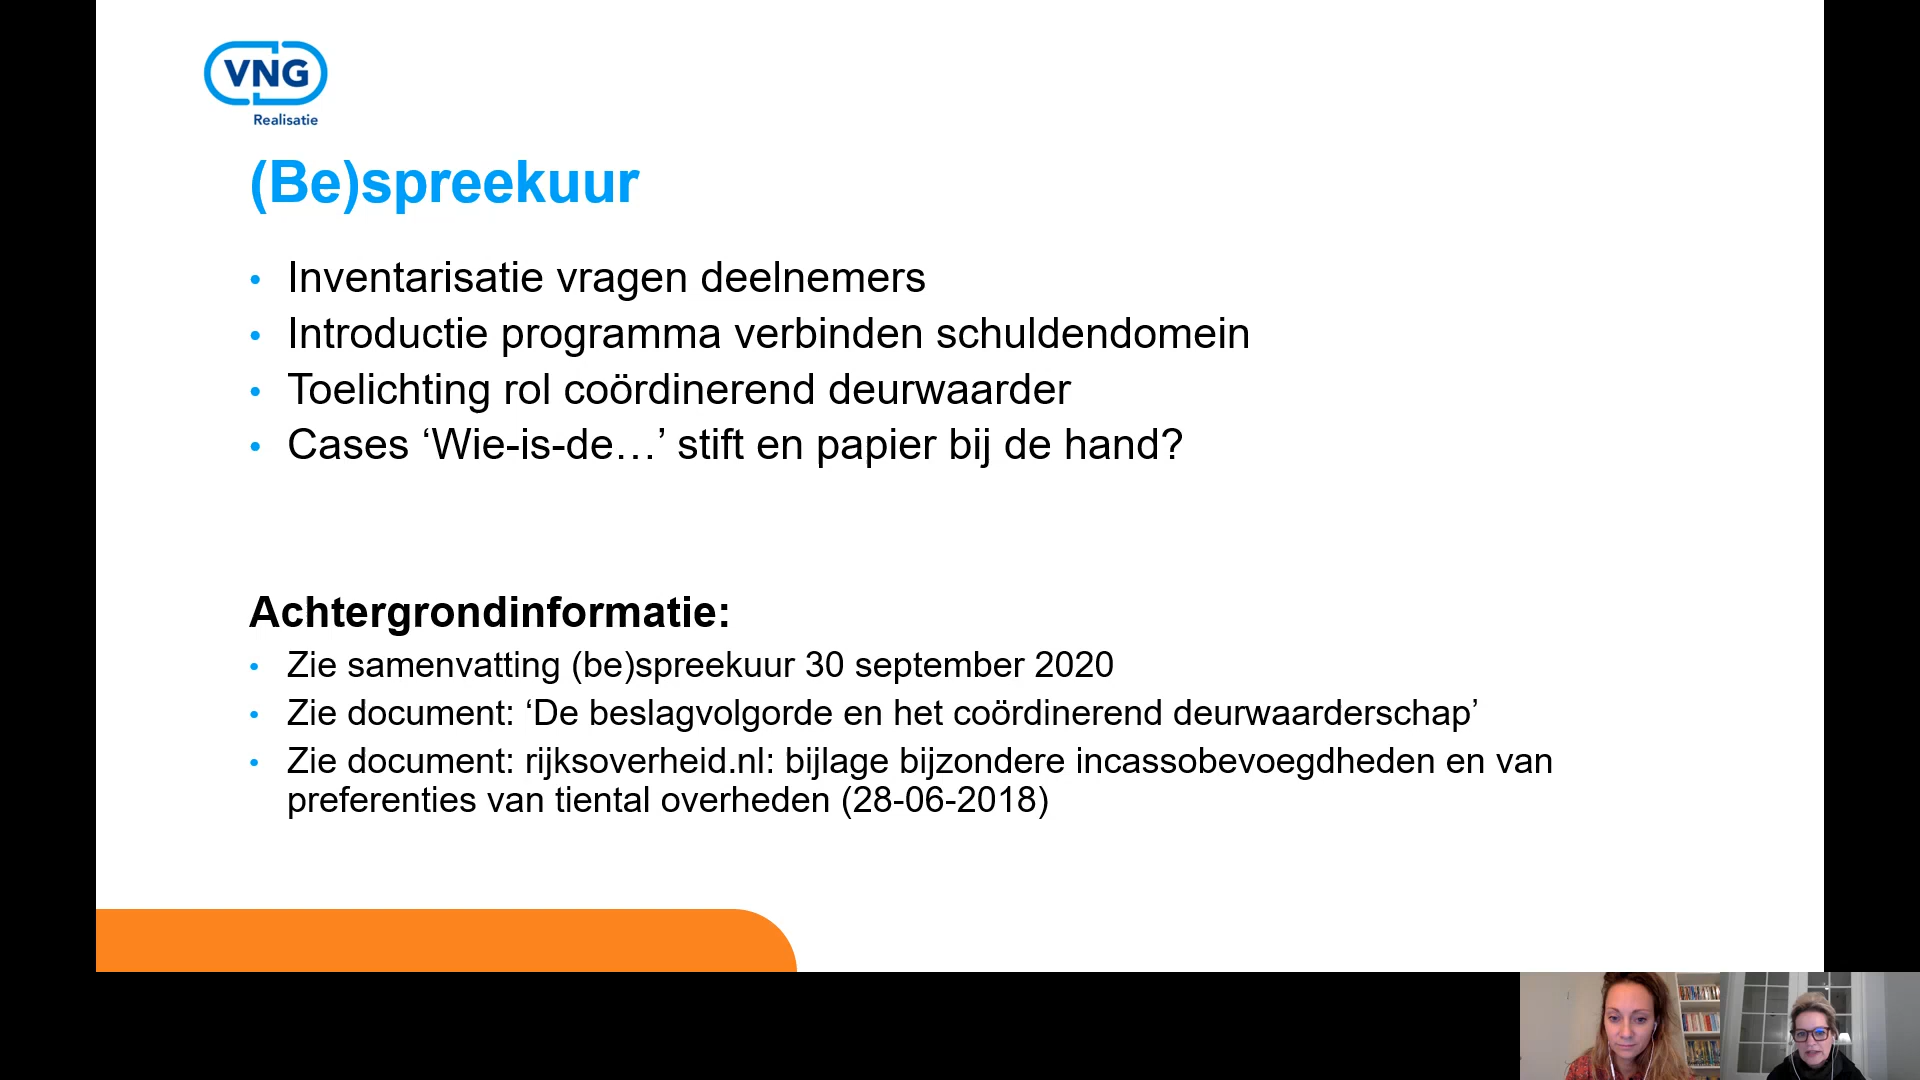 VNG
Realisatie
(Be)spreekuur
• Inventarisatie vragen deelnemers
• Introductie programma verbinden schuldendomein
• Toelichting rol coördinerend deurwaarder
• Cases ‘Wie-is-de…’ stift en papier bij de hand?
Achtergrondinformatie:
• Zie samenvatting (be)spreekuur 30 september 2020
• Zie document: ‘De beslagvolgorde en het coördinerend deurwaarderschap’
• Zie document: rijksoverheid.nl: bijlage bijzondere incassobevoegdheden en van
preferenties van tiental overheden (28-06-2018)